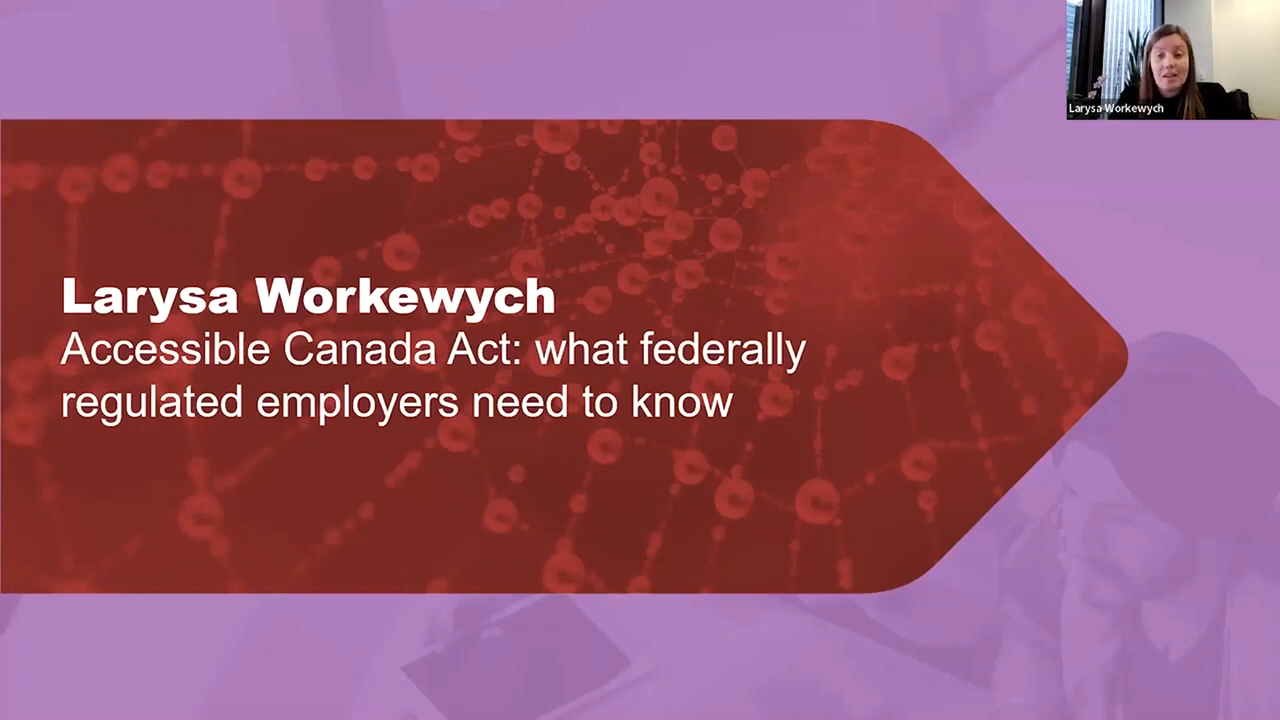 Larysa Workewych
Larysa Workewych
Accessible Canada Act: what federally
regulated employers need to know